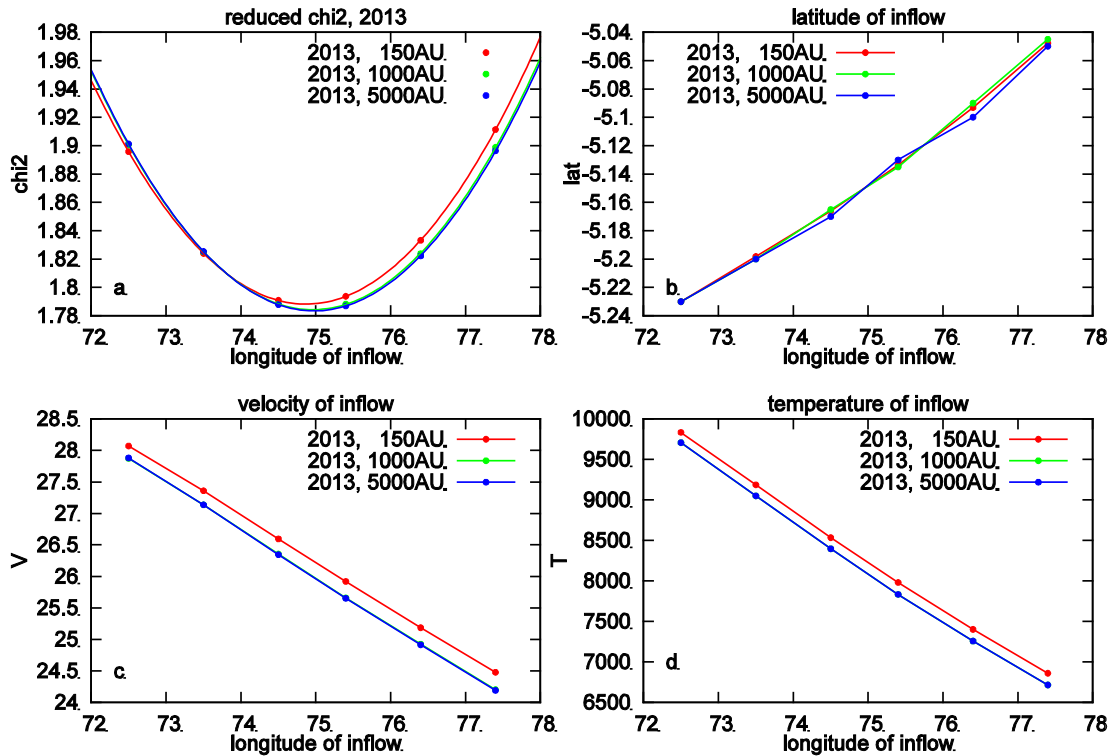 reduced chi2, 2013
1.98
1.96
1.94
1.92
1.9
1.88
1.86
1.84
1.82
1.8
1.78
chi2
2013, 150AU
2013, 1000AU
2013, 5000AU
a
72 73 74 75 76 77 78
longitude of inflow
latitude of inflow
-5.04
-5.06
-5.08
-5.1
-5.12
-5.14
-5.16
-5.18
-5.2
-5.22
-5.24
lat
2013, 150AU
2013, 1000AU
2013, 5000AU
b
72 73 74 75 76 77 78
longitude of inflow
velocity of inflow
28.5
28
27.5
27
26.5
26
25.5
25
24.5
24
V
2013, 150AU
2013, 1000AU
2013, 5000AU
c
72 73 74 75 76 77 78
longitude of inflow
temperature of inflow
10000
9500
9000
8500
8000
7500
7000
6500
T
2013, 150AU
2013, 1000AU
2013, 5000AU
d
72 73 74 75 76 77 78
longitude of inflow